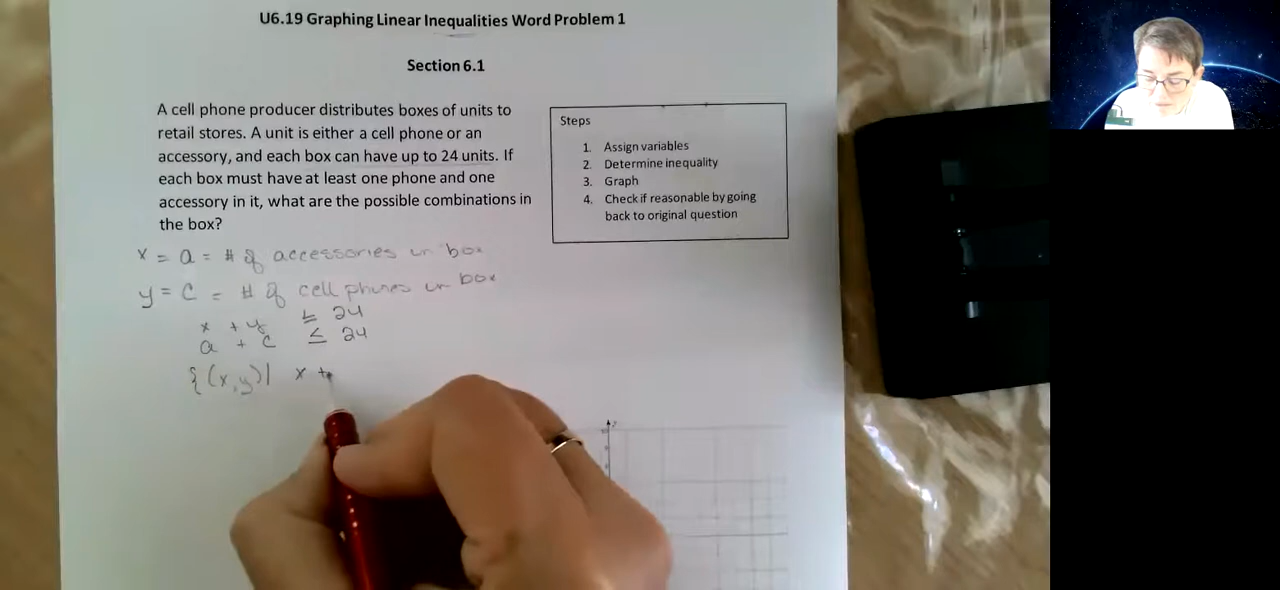 U6.19 Graphing Linear Inequalities Word Problem 1
Section 6.1
A cell phone producer distributes boxes of units to
retail stores. A unit is either a cell phone or an
accessory, and each box can have up to 24 units. If
each box must have at least one phone and one
accessory in it, what are the possible combinations in
the box?
Steps
1. Assign variables
2. Determine inequality
3. Graph
4. Check if reasonable by going
back to original question
x = a = # of accessories in box
y = c = # of cell phones in box
x + y ≤ 24
a + c ≤ 24
{(x,y)| x +
y